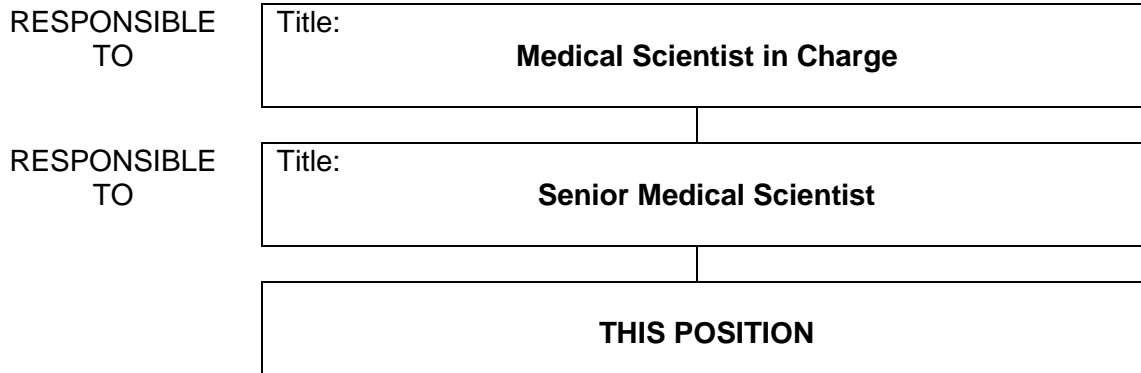 RESPONSIBLE
TO
Title:
Medical Scientist in Charge
RESPONSIBLE
TO
Title:
Senior Medical Scientist
THIS POSITION